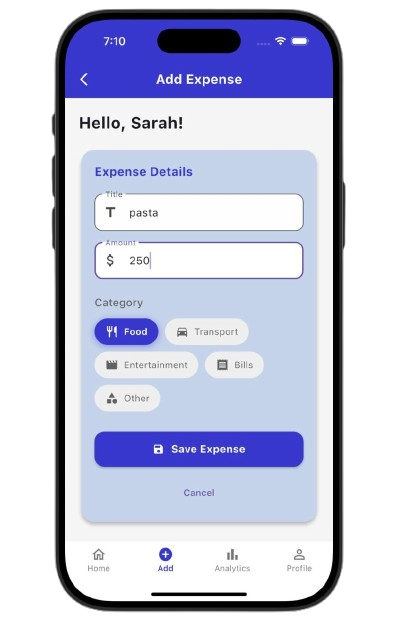 7:10
Add Expense
Hello, Sarah!
Expense Details
Title
pasta
Amount
$ 250
Category
Food Transport
Entertainment Bills
Other
Save Expense
Cancel
Home Add Analytics Profile